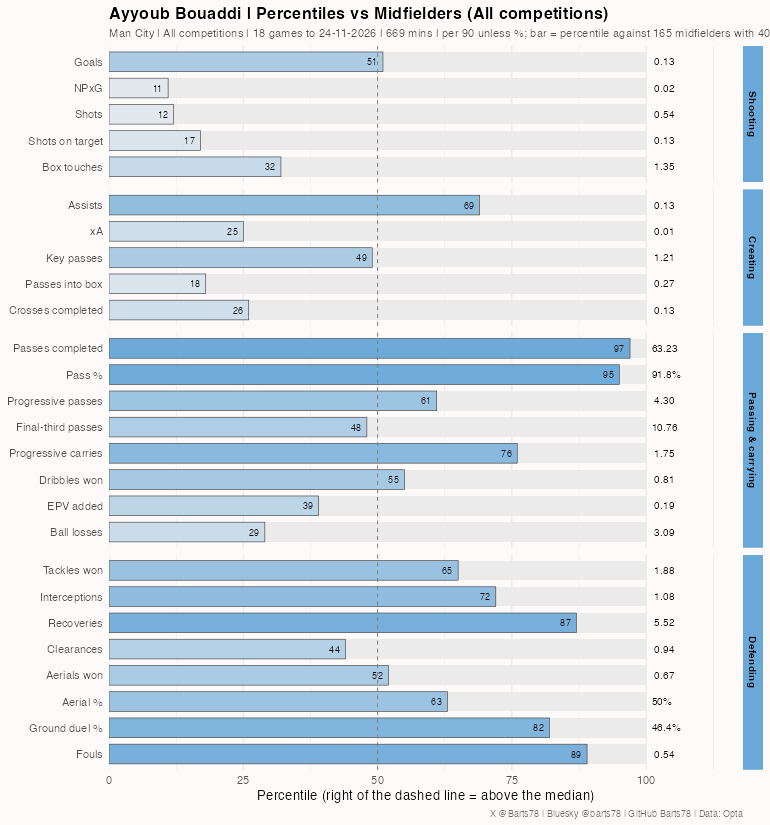 Ayyoub Bouaddi | Percentiles vs Midfielders (All competitions)
Man City | All competitions | 18 games to 24-11-2026 | 669 mins | per 90 unless %; bar = percentile against 165 midfielders with 40
Goals 51 0.13
NPxG 11 0.02
Shots 12 0.54
Shots on target 17 0.13
Box touches 32 1.35
Shooting
Assists 69 0.13
xA 25 0.01
Key passes 49 1.21
Passes into box 18 0.27
Crosses completed 26 0.13
Creating
Passes completed 97 63.23
Pass % 95 91.8%
Progressive passes 61 4.30
Final-third passes 48 10.76
Progressive carries 76 1.75
Dribbles won 55 0.81
EPV added 39 0.19
Ball losses 29 3.09
Passing & carrying
Tackles won 65 1.88
Interceptions 72 1.08
Recoveries 87 5.52
Clearances 44 0.94
Aerials won 52 0.67
Aerial % 63 50%
Ground duel % 82 46.4%
Fouls 89 0.54
Defending
0 25 50 75 100
Percentile (right of the dashed line = above the median)
X @Barts78 | Bluesky @barts78 | GitHub Barts78 | Data: Opta